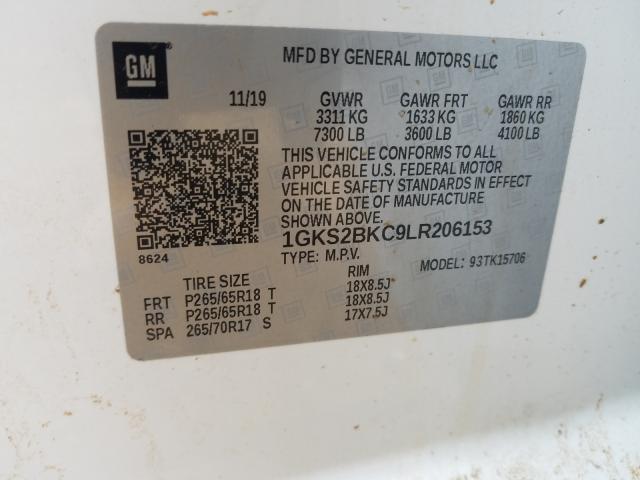 GM
MFD BY GENERAL MOTORS LLC
11/19 GVWR GAWR FRT GAWR RR
3311 KG 1633 KG 1860 KG
7300 LB 3600 LB 4100 LB
THIS VEHICLE CONFORMS TO ALL
APPLICABLE U.S. FEDERAL MOTOR
VEHICLE SAFETY STANDARDS IN EFFECT
ON THE DATE OF MANUFACTURE
SHOWN ABOVE.
1GKS2BKC9LR206153
8624
TYPE: M.P.V. MODEL: 93TK15706
TIRE SIZE RIM
FRT P265/65R18 T 18X8.5J
RR P265/65R18 T 18X8.5J
SPA 265/70R17 S 17X7.5J